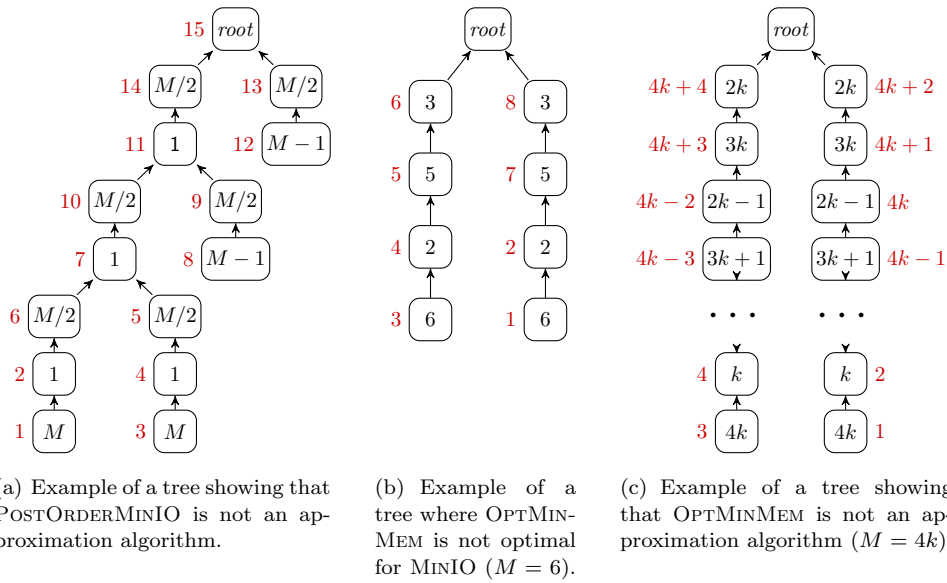 15 root
14 M/2 13 M/2
11 1 12 M − 1
10 M/2 9 M/2
7 1 8 M − 1
6 M/2 5 M/2
2 1 4 1
1 M 3 M
(a) Example of a tree showing that
POSTORDERMINIO is not an ap-
proximation algorithm.
root
6 3 8 3
5 5 7 5
4 2 2 2
3 6 1 6
(b) Example of a
tree where OPTMIN-
MEM is not optimal
for MINIO (M = 6).
root
4k + 4 2k 2k 4k + 2
4k + 3 3k 3k 4k + 1
4k − 2 2k − 1 2k − 1 4k
4k − 3 3k + 1 3k + 1 4k − 1
· · · · · ·
4 k k 2
3 4k 4k 1
(c) Example of a tree showing
that OPTMINMEM is not an ap-
proximation algorithm (M = 4k)